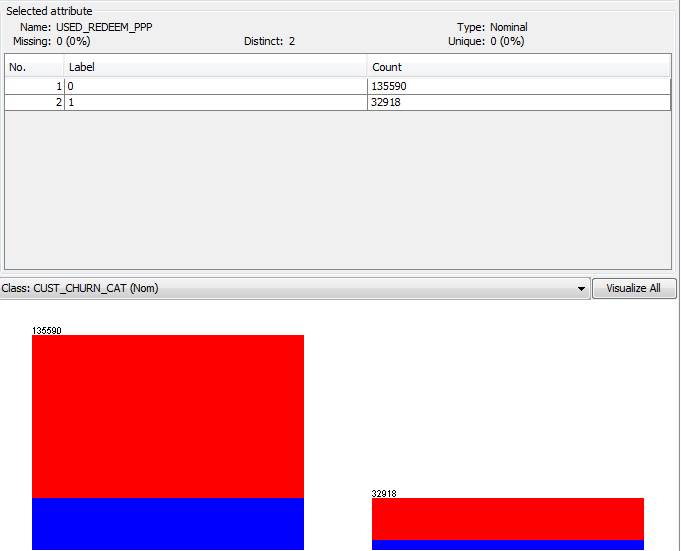 Selected attribute
Name: USED_REDEEM_PPP Type: Nominal
Missing: 0 (0%) Distinct: 2 Unique: 0 (0%)
No. Label Count
1 0 135590
2 1 32918
Class: CUST_CHURN_CAT (Nom) Visualize All
135590
32918